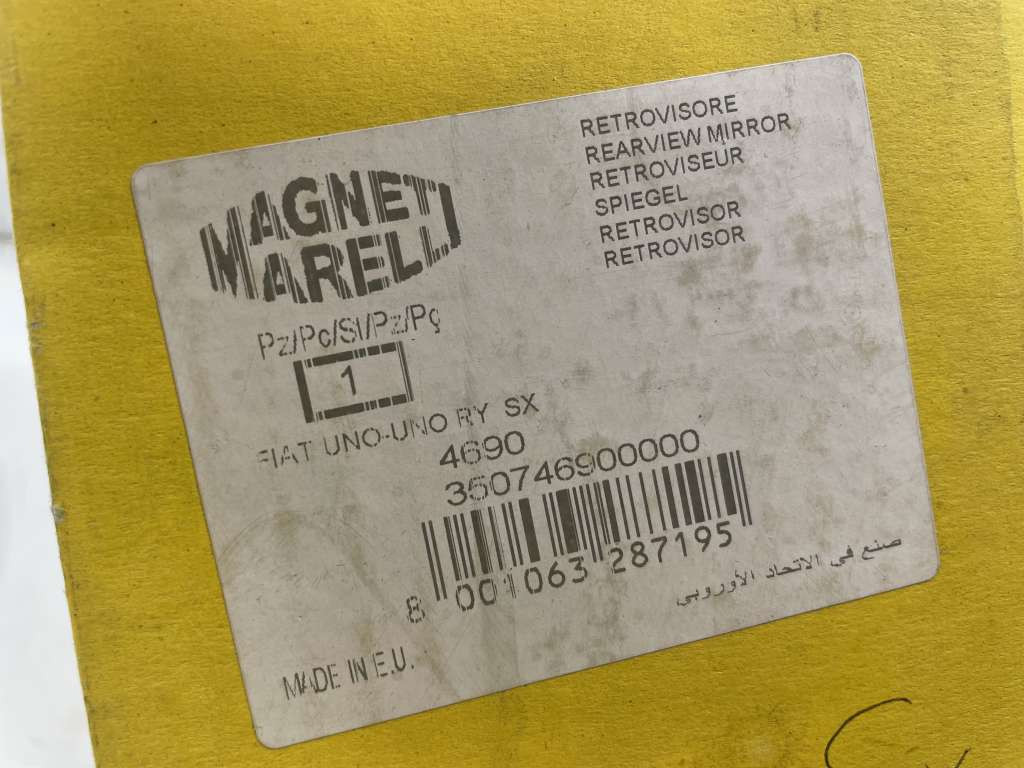 MAGNETI
MARELLI
RETROVISORE
REARVIEW MIRROR
RETROVISEUR
SPIEGEL
RETROVISOR
RETROVISOR
Pz/Pc/St/Pz/Pç
1
FIAT UNO-UNO RY SX
4690
350746900000
8 001063 287195
صنع في الاتحاد الأوروبي
MADE IN E.U.